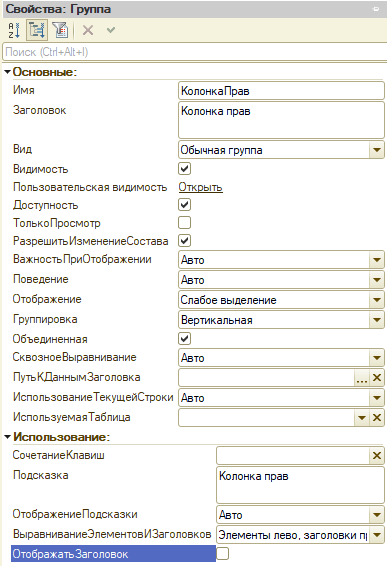 Свойства: Группа
Поиск (Ctrl+Alt+I)
Основные:
Имя КолонкаПрав
Заголовок Колонка прав
Вид Обычная группа
Видимость
Пользовательская видимость Открыть
Доступность
ТолькоПросмотр
РазрешитьИзменениеСостава
ВажностьПриОтображении Авто
Поведение Авто
Отображение Слабое выделение
Группировка Вертикальная
Объединенная
СквозноеВыравнивание Авто
ПутьКДаннымЗаголовка
ИспользованиеТекущейСтроки Авто
ИспользуемаяТаблица
Использование:
СочетаниеКлавиш
Подсказка Колонка прав
ОтображениеПодсказки Авто
ВыравниваниеЭлементовИЗаголовков Элементы лево, заголовки п
ОтображатьЗаголовок